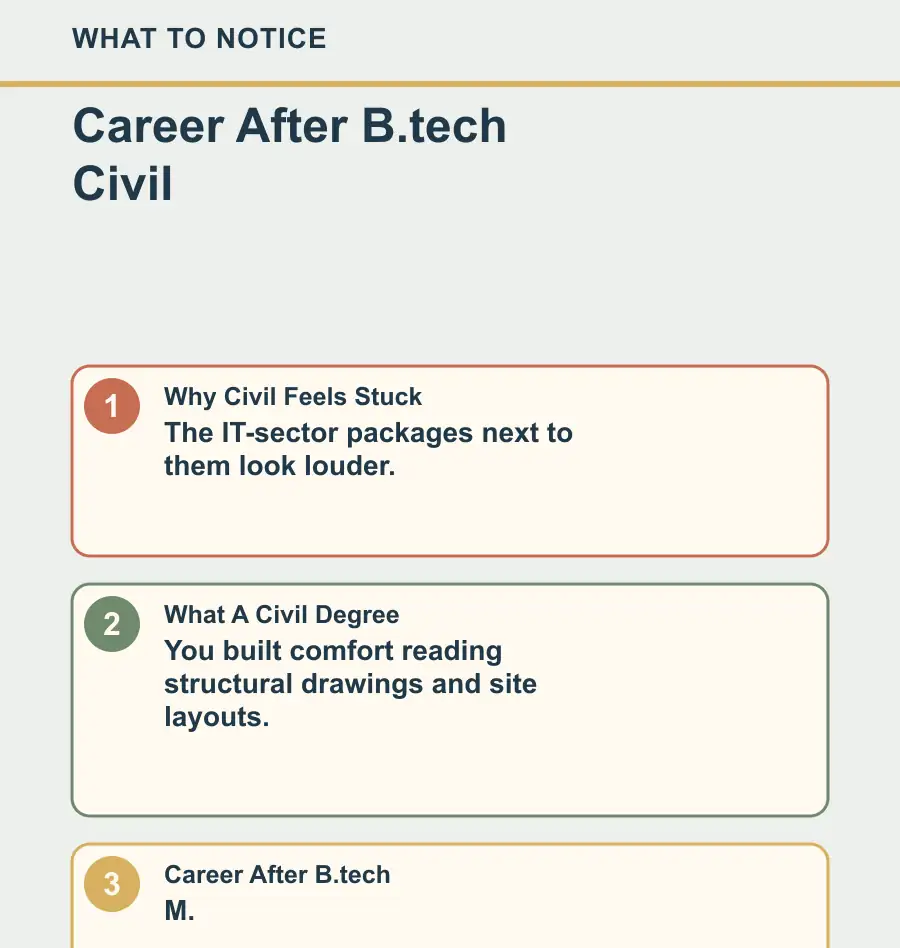 WHAT TO NOTICE
Career After B.tech
Civil
1
Why Civil Feels Stuck
The IT-sector packages next to
them look louder.
2
What A Civil Degree
You built comfort reading
structural drawings and site
layouts.
3
Career After B.tech
M.